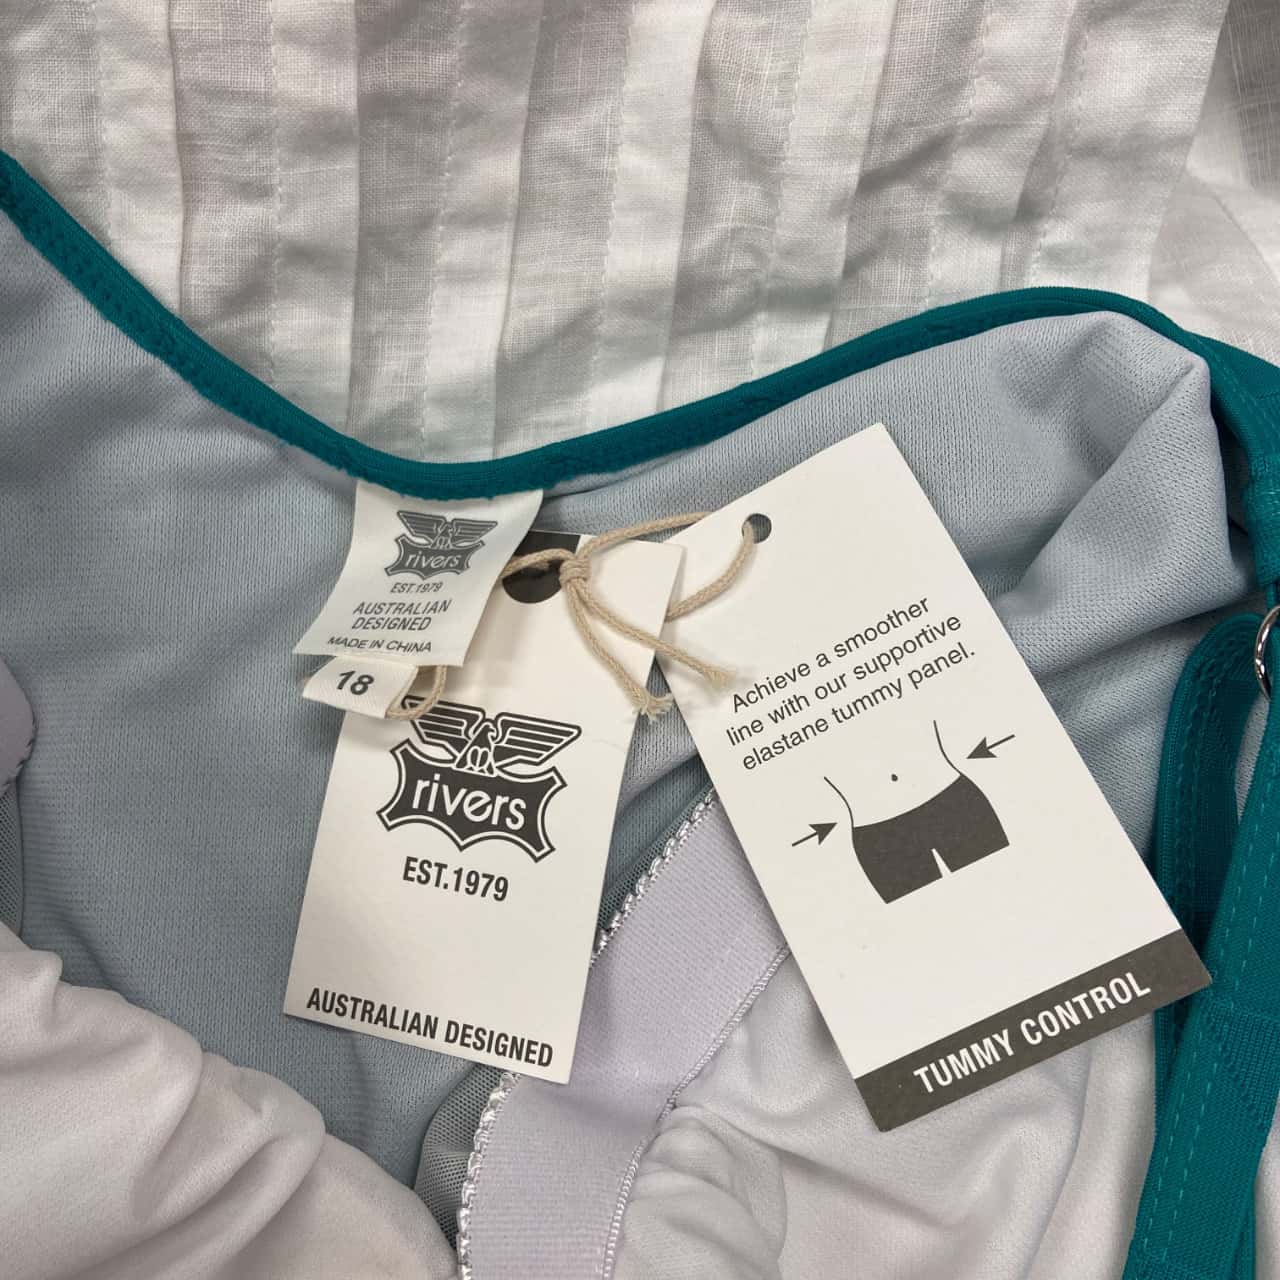 rivers
EST.1979
AUSTRALIAN
DESIGNED
MADE IN CHINA
18
rivers
EST.1979
AUSTRALIAN DESIGNED
Achieve a smoother
line with our supportive
elastane tummy panel.
TUMMY CONTROL